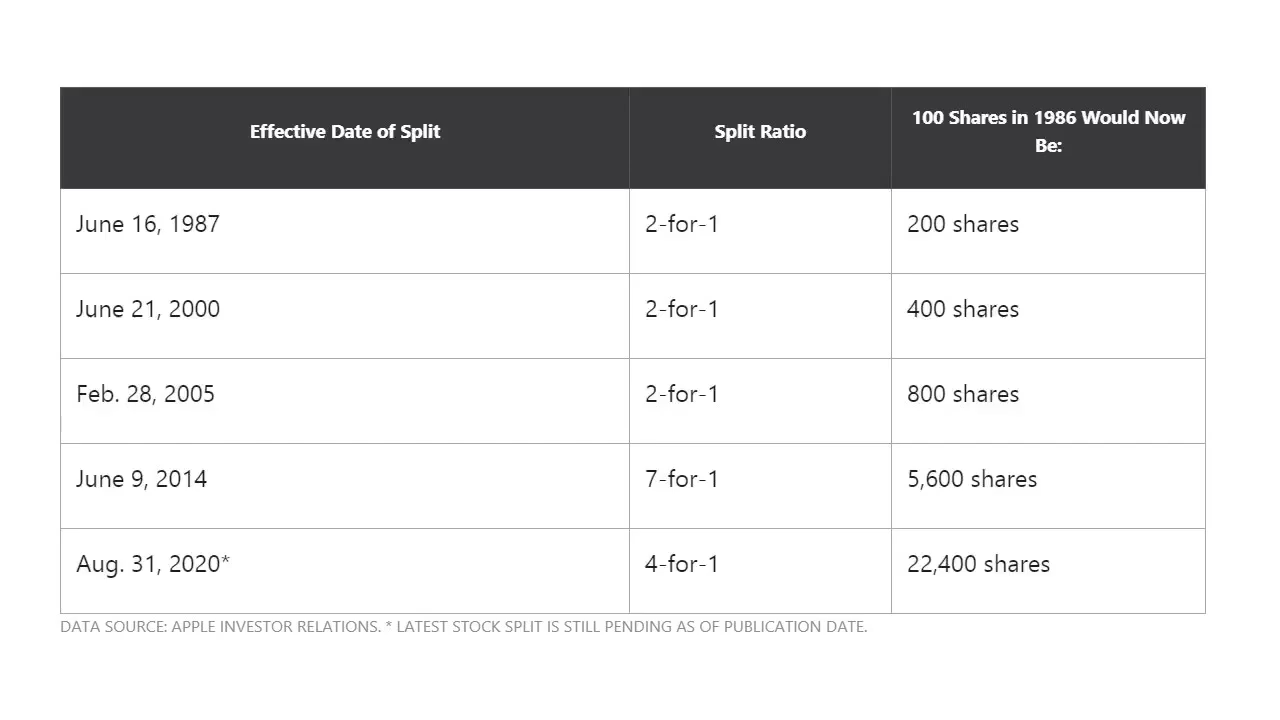 Effective Date of Split
Split Ratio
100 Shares in 1986 Would Now
Be:
June 16, 1987
2-for-1
200 shares
June 21, 2000
2-for-1
400 shares
Feb. 28, 2005
2-for-1
800 shares
June 9, 2014
7-for-1
5,600 shares
Aug. 31, 2020*
4-for-1
22,400 shares
DATA SOURCE: APPLE INVESTOR RELATIONS. * LATEST STOCK SPLIT IS STILL PENDING AS OF PUBLICATION DATE.